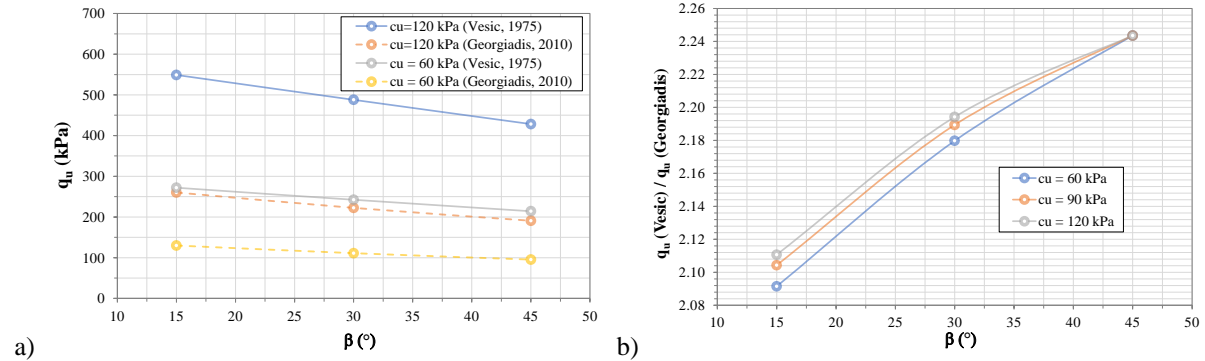 700
600
500
400
300
200
100
0
qu (kPa)
cu=120 kPa (Vesic, 1975)
cu=120 kPa (Georgiadis, 2010)
cu = 60 kPa (Vesic, 1975)
cu = 60 kPa (Georgiadis, 2010)
10 15 20 25 30 35 40 45 50
β (°)
a)
2.26
2.24
2.22
2.20
2.18
2.16
2.14
2.12
2.10
2.08
qu (Vesic) / qu (Georgiadis)
cu = 60 kPa
cu = 90 kPa
cu = 120 kPa
10 15 20 25 30 35 40 45 50
β (°)
b)